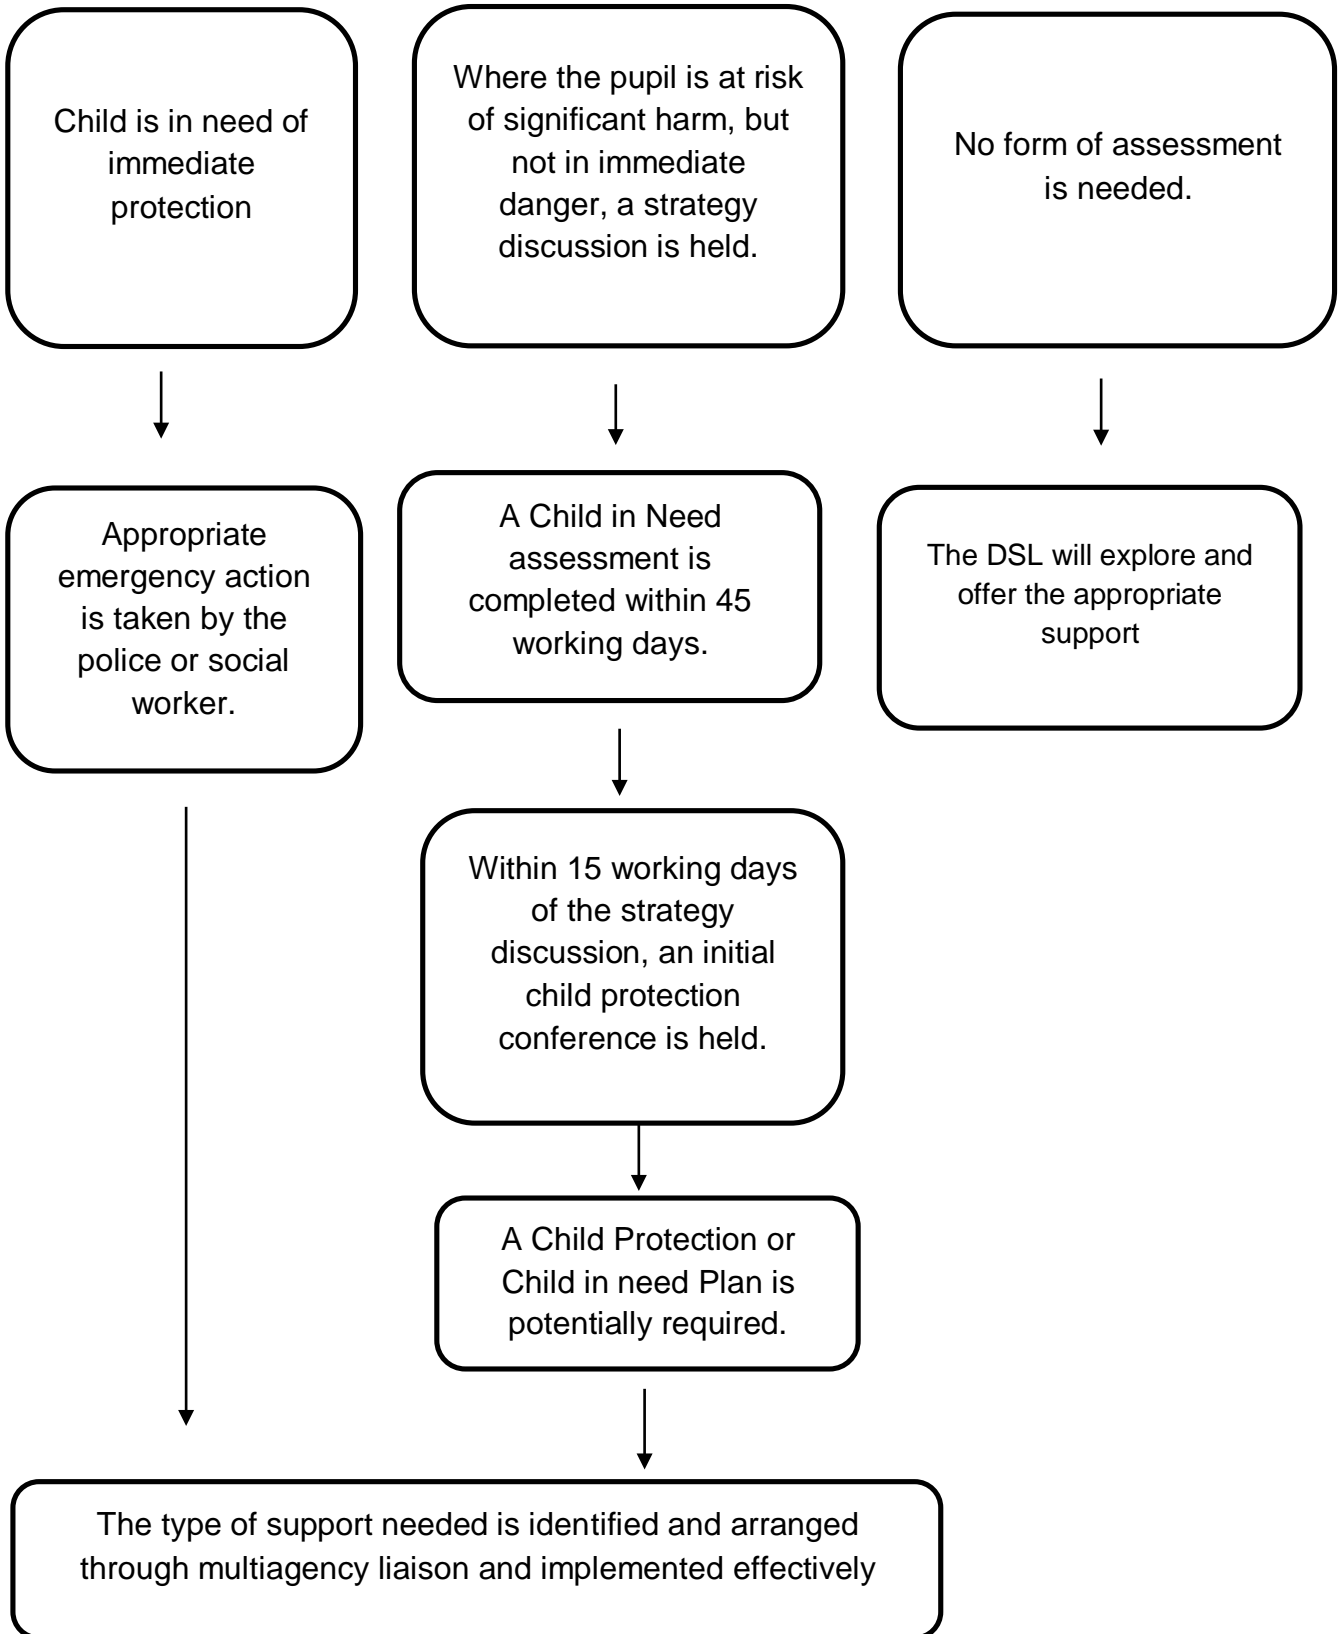 Child is in need of
immediate
protection
Where the pupil is at risk
of significant harm, but
not in immediate
danger, a strategy
discussion is held.
No form of assessment
is needed.
Appropriate
emergency action
is taken by the
police or social
worker.
A Child in Need
assessment is
completed within 45
working days.
The DSL will explore and
offer the appropriate
support
Within 15 working days
of the strategy
discussion, an initial
child protection
conference is held.
A Child Protection or
Child in need Plan is
potentially required.
The type of support needed is identified and arranged
through multiagency liaison and implemented effectively